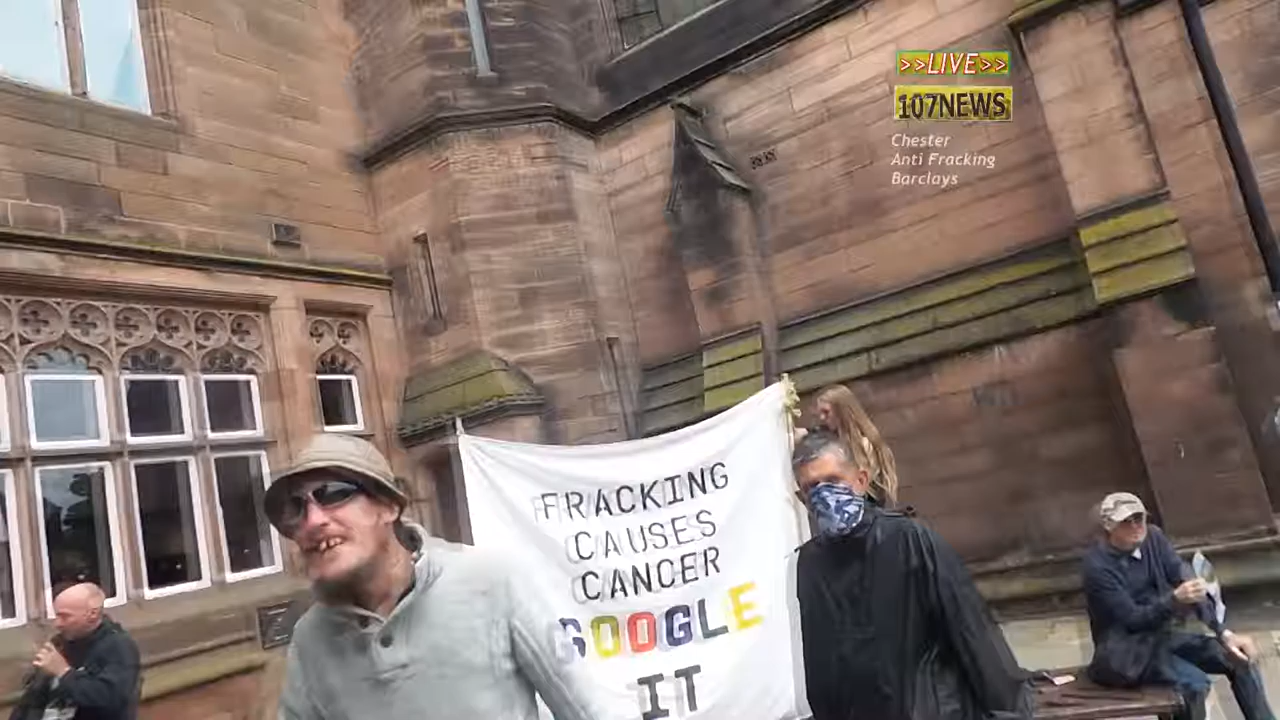 >>LIVE>>
107NEWS
Chester
Anti Fracking
Barclays
FRACKING
CAUSES
CANCER
GOOGLE
IT